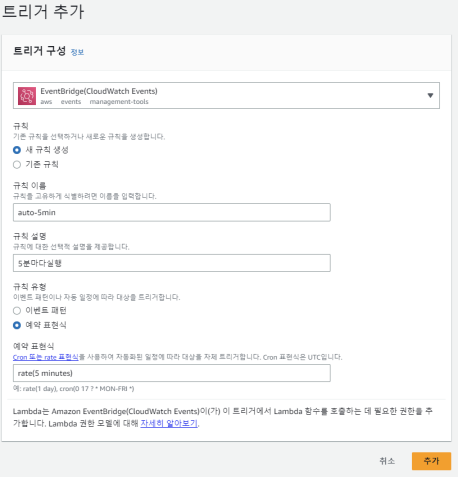 트리거 추가
트리거 구성 정보
EventBridge(CloudWatch Events)
aws events management-tools
규칙
기존 규칙을 선택하거나 새로운 규칙을 생성합니다.
새 규칙 생성
기존 규칙
규칙 이름
규칙을 고유하게 식별하려면 이름을 입력합니다.
auto-5min
규칙 설명
규칙에 대한 선택적 설명을 제공합니다.
5분마다실행
규칙 유형
이벤트 패턴이나 자동 일정에 따라 대상을 트리거합니다.
이벤트 패턴
예약 표현식
예약 표현식
Cron 또는 rate 표현식을 사용하여 자동화된 일정에 따라 대상을 자체 트리거합니다. Cron 표현식은 UTC입니다.
rate(5 minutes)
예: rate(1 day), cron(0 17 ? * MON-FRI *)
Lambda는 Amazon EventBridge(CloudWatch Events)이(가) 이 트리거에서 Lambda 함수를 호출하는 데 필요한 권한을 추
가합니다. Lambda 권한 모델에 대해 자세히 알아보기.
취소 추가